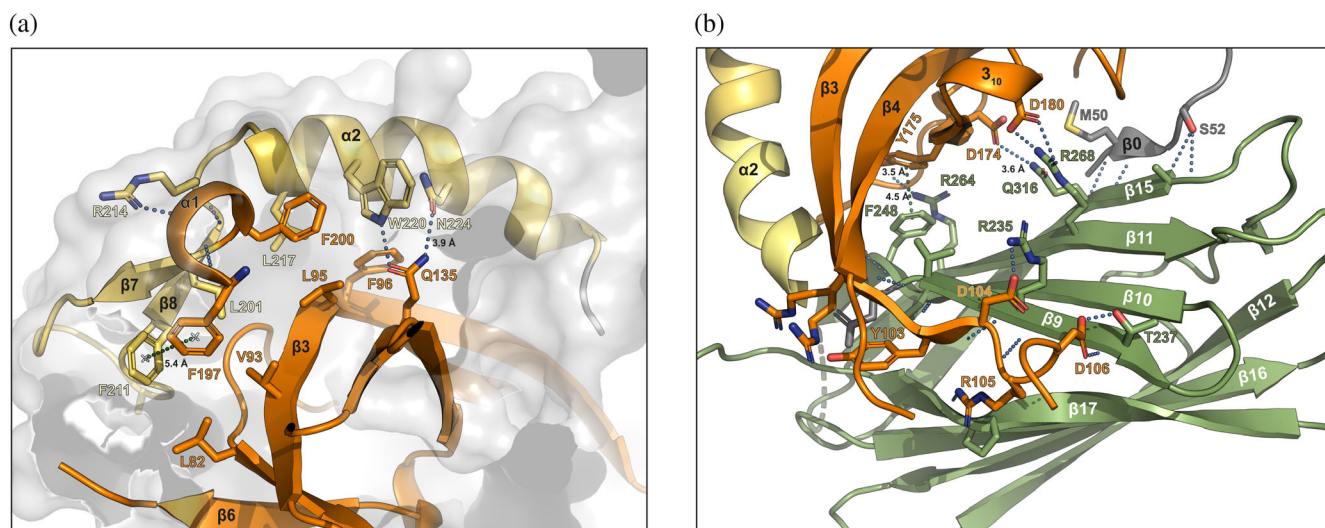 (a)
(b)
α2
R214
α1
W220
N224
F200
3.9 Å
L217
L95
F96
Q135
β7
L201
β8
β3
5.4 Å
F197
V93
F211
L82
β6
β3
3₁₀
D180
β4
M50
S52
Y175
β0
α2
D174
R268
3.5 Å
3.6 Å
R264
Q316
β15
4.5 Å
F248
R235
β11
D104
β10
β12
β9
Y103
T237
D106
R105
β16
β17